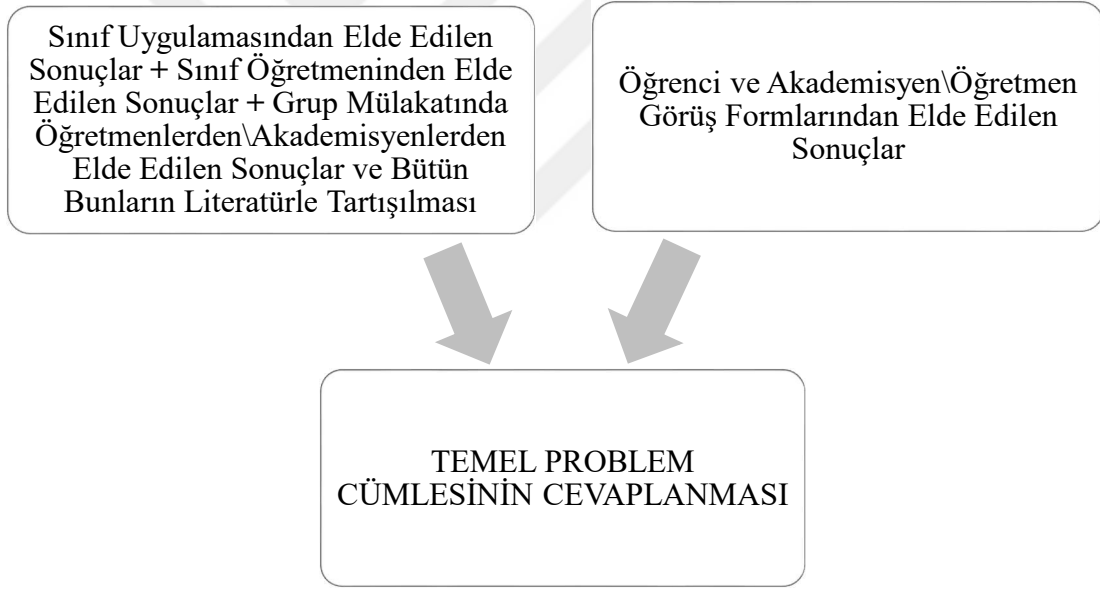 Sınıf Uygulamasından Elde Edilen
Sonuçlar + Sınıf Öğretmeninden Elde
Edilen Sonuçlar + Grup Mülakatında
Öğretmenlerden\Akademisyenlerden
Elde Edilen Sonuçlar ve Bütün
Bunların Literatürle Tartışılması
Öğrenci ve Akademisyen\Öğretmen
Görüş Formlarından Elde Edilen
Sonuçlar
TEMEL PROBLEM
CÜMLESİNİN CEVAPLANMASI